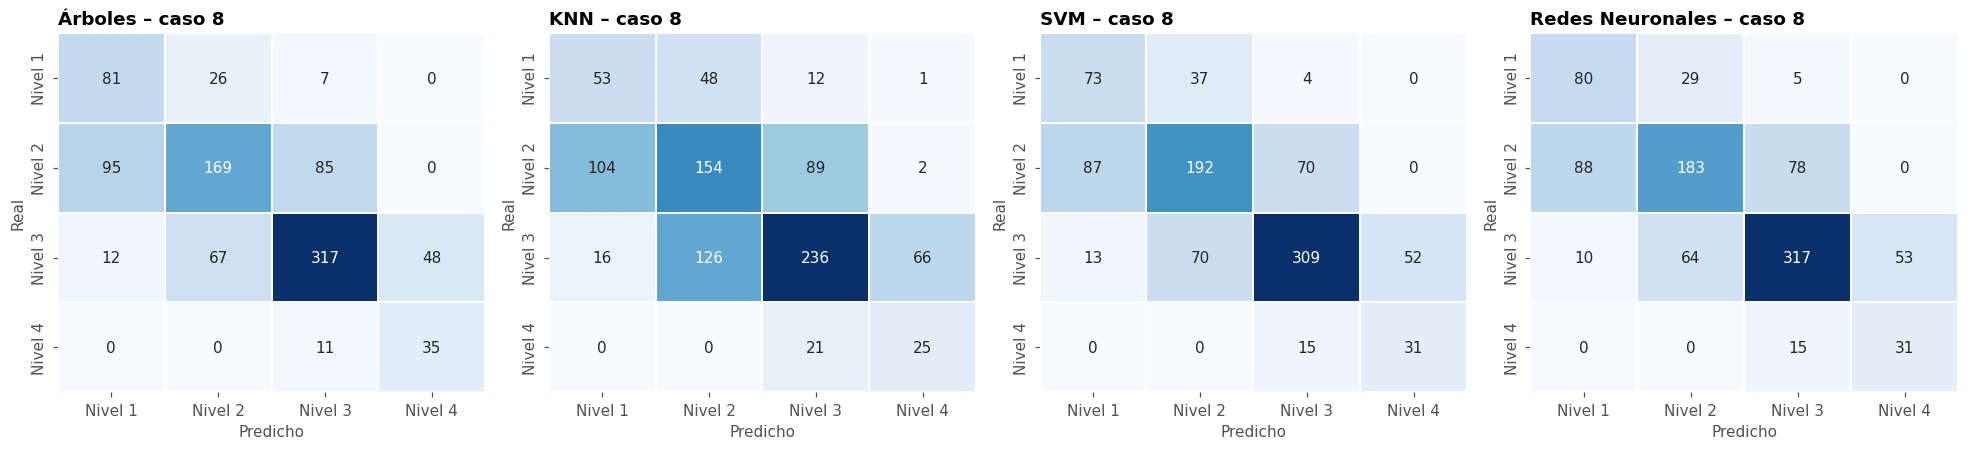 Árboles – caso 8
Real
Nivel 1
81 26 7 0
Nivel 2
95 169 85 0
Nivel 3
12 67 317 48
Nivel 4
0 0 11 35
Nivel 1 Nivel 2 Nivel 3 Nivel 4
Predicho
KNN – caso 8
Real
Nivel 1
53 48 12 1
Nivel 2
104 154 89 2
Nivel 3
16 126 236 66
Nivel 4
0 0 21 25
Nivel 1 Nivel 2 Nivel 3 Nivel 4
Predicho
SVM – caso 8
Real
Nivel 1
73 37 4 0
Nivel 2
87 192 70 0
Nivel 3
13 70 309 52
Nivel 4
0 0 15 31
Nivel 1 Nivel 2 Nivel 3 Nivel 4
Predicho
Redes Neuronales – caso 8
Real
Nivel 1
80 29 5 0
Nivel 2
88 183 78 0
Nivel 3
10 64 317 53
Nivel 4
0 0 15 31
Nivel 1 Nivel 2 Nivel 3 Nivel 4
Predicho